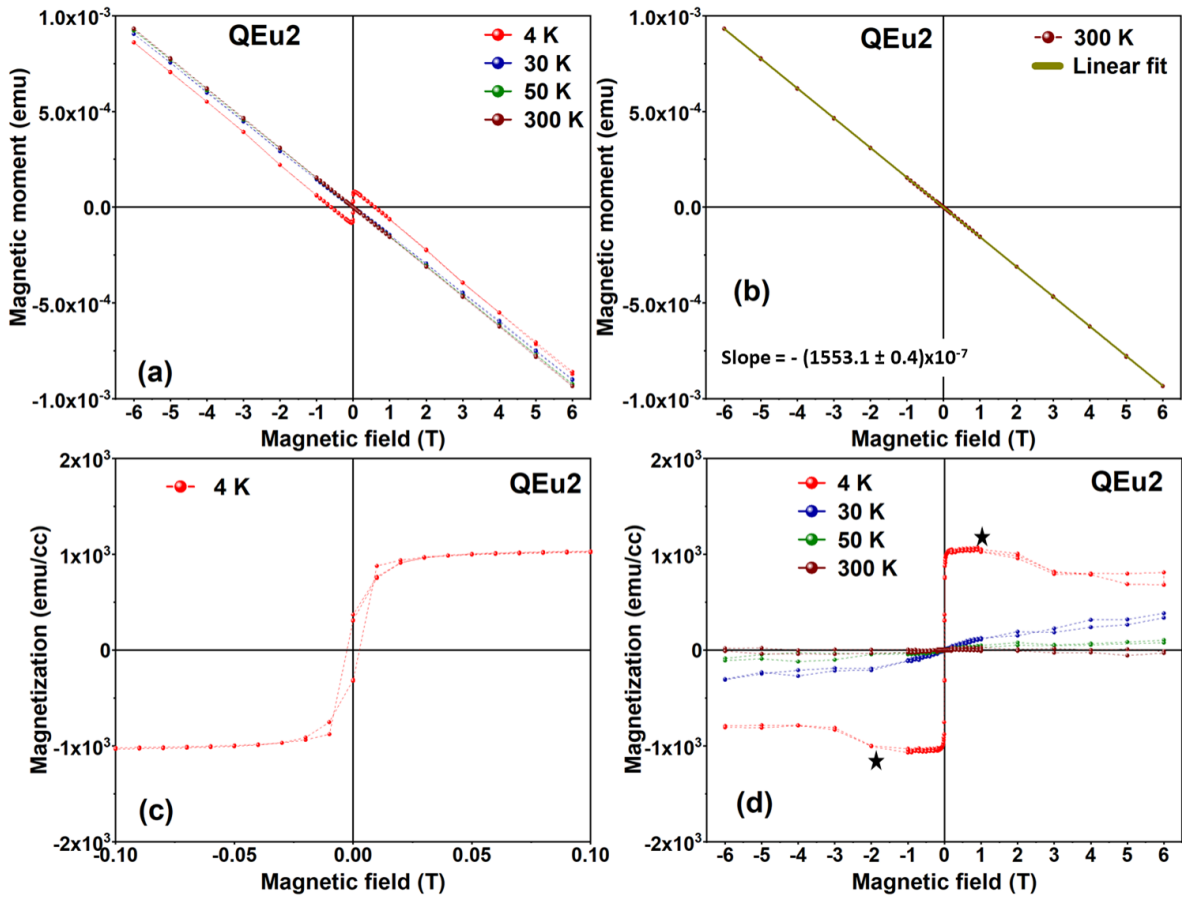 QEu2
4 K
30 K
50 K
300 K
1.0x10⁻³
5.0x10⁻⁴
0.0
-5.0x10⁻⁴
-1.0x10⁻³
Magnetic moment (emu)
(a)
-6 -5 -4 -3 -2 -1 0 1 2 3 4 5 6
Magnetic field (T)
QEu2
300 K
Linear fit
1.0x10⁻³
5.0x10⁻⁴
0.0
-5.0x10⁻⁴
-1.0x10⁻³
Magnetic moment (emu)
(b)
Slope = - (1553.1 ± 0.4)x10⁻⁷
-6 -5 -4 -3 -2 -1 0 1 2 3 4 5 6
Magnetic field (T)
4 K
QEu2
2x10³
1x10³
0
-1x10³
-2x10³
Magnetization (emu/cc)
(c)
-0.10 -0.05 0.00 0.05 0.10
Magnetic field (T)
4 K
30 K
50 K
300 K
QEu2
2x10³
1x10³
0
-1x10³
-2x10³
Magnetization (emu/cc)
(d)
-6 -5 -4 -3 -2 -1 0 1 2 3 4 5 6
Magnetic field (T)